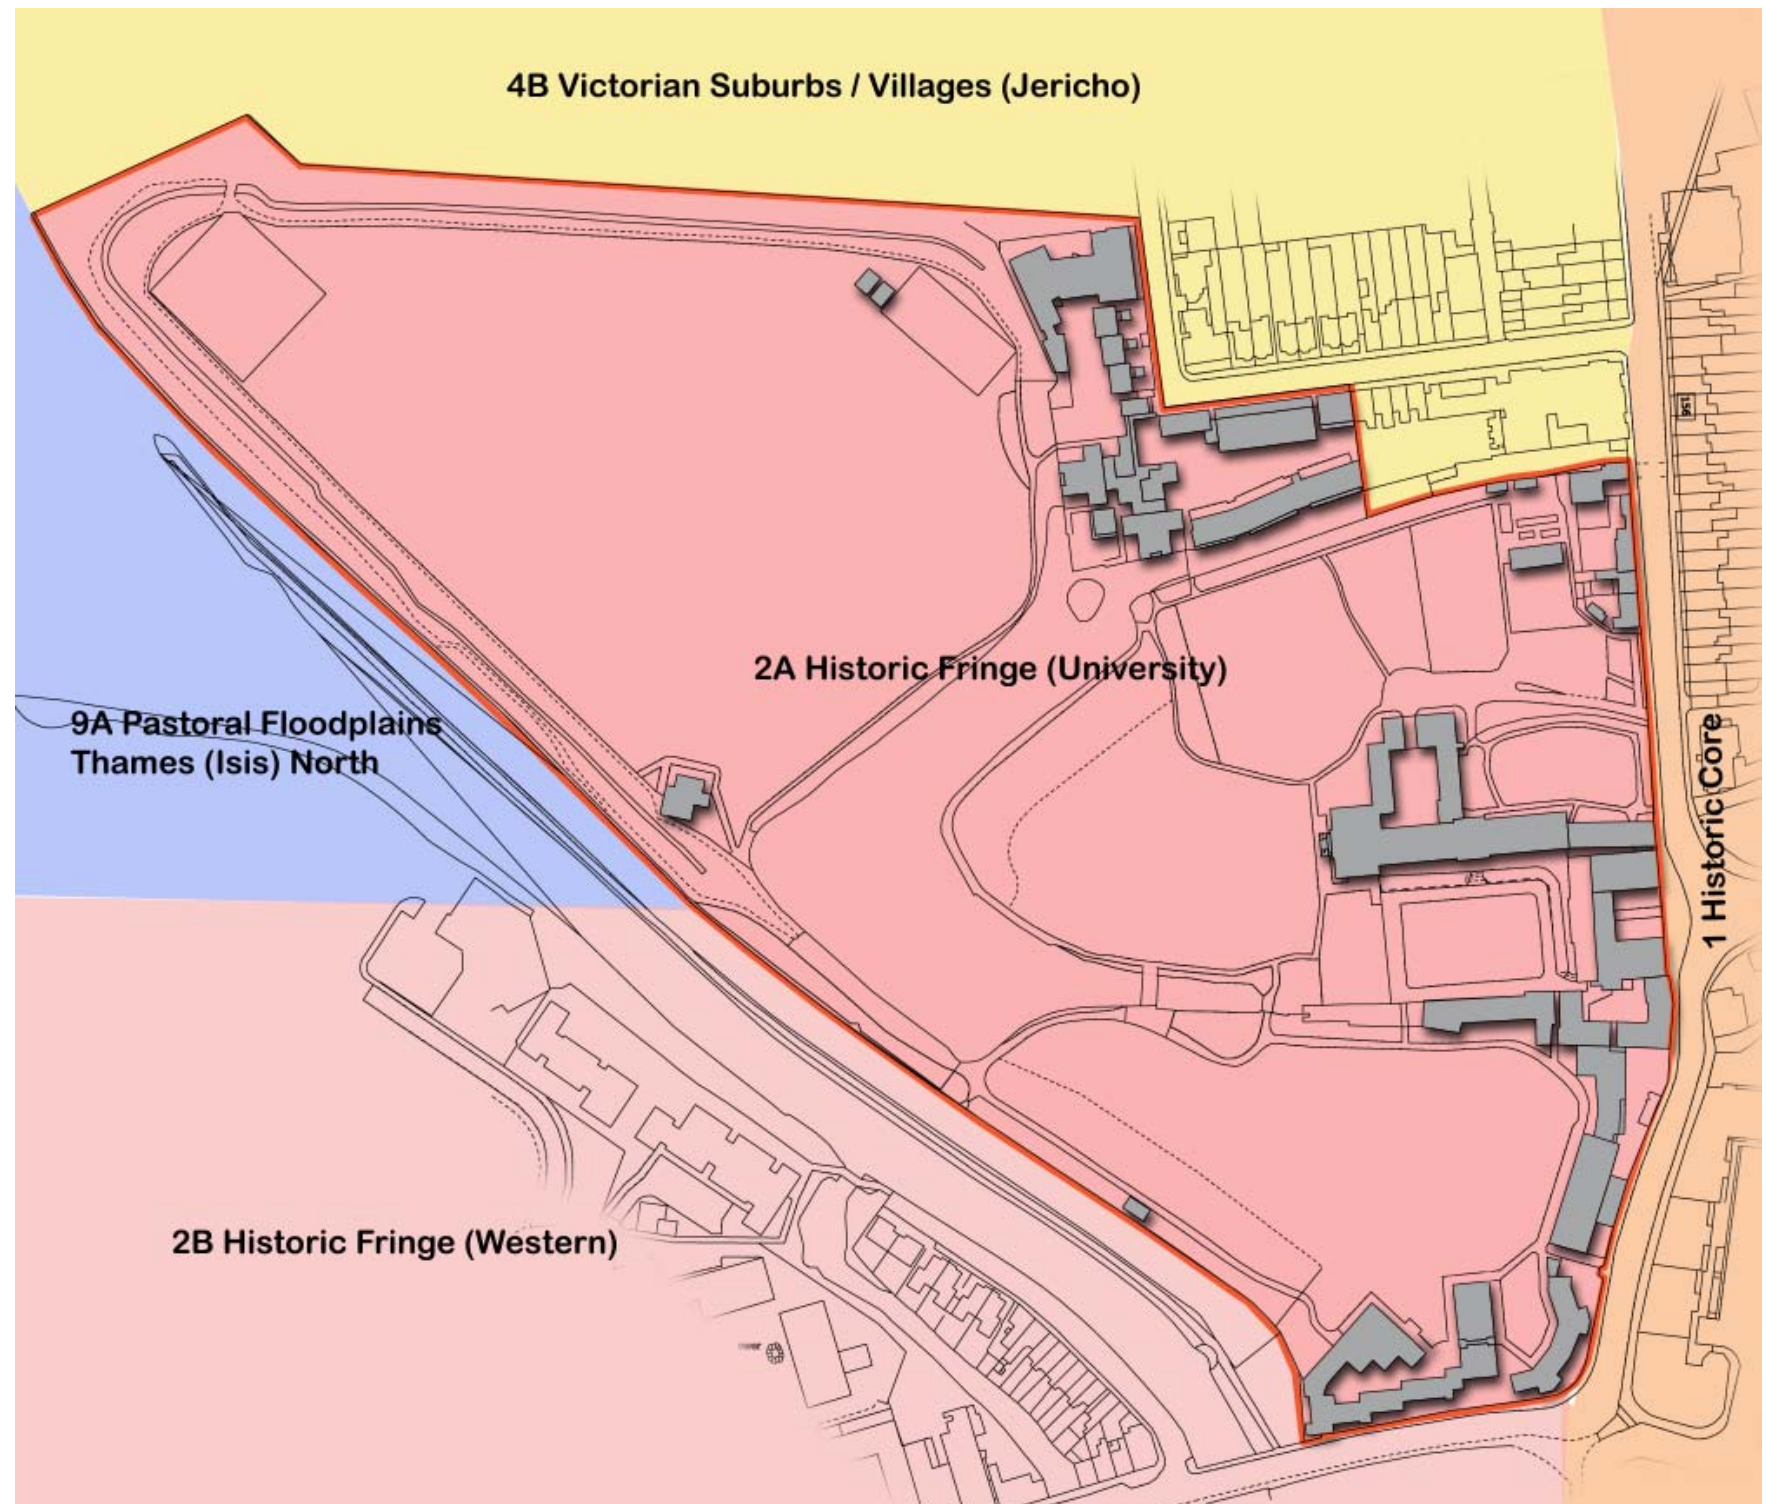 4B Victorian Suburbs / Villages (Jericho)
156
2A Historic Fringe (University)
9A Pastoral Floodplains
Thames (Isis) North
1 Historic Core
2B Historic Fringe (Western)